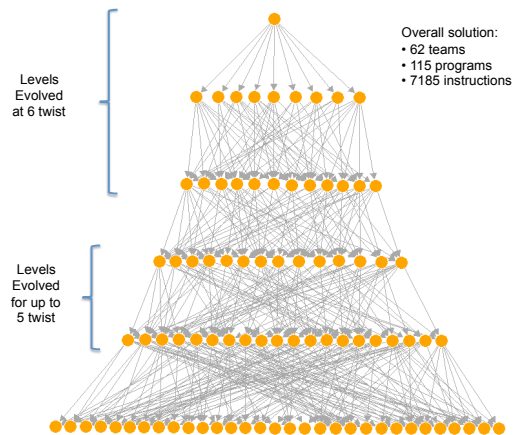 Overall solution:
• 62 teams
• 115 programs
• 7185 instructions
Levels
Evolved
at 6 twist
Levels
Evolved
for up to
5 twist